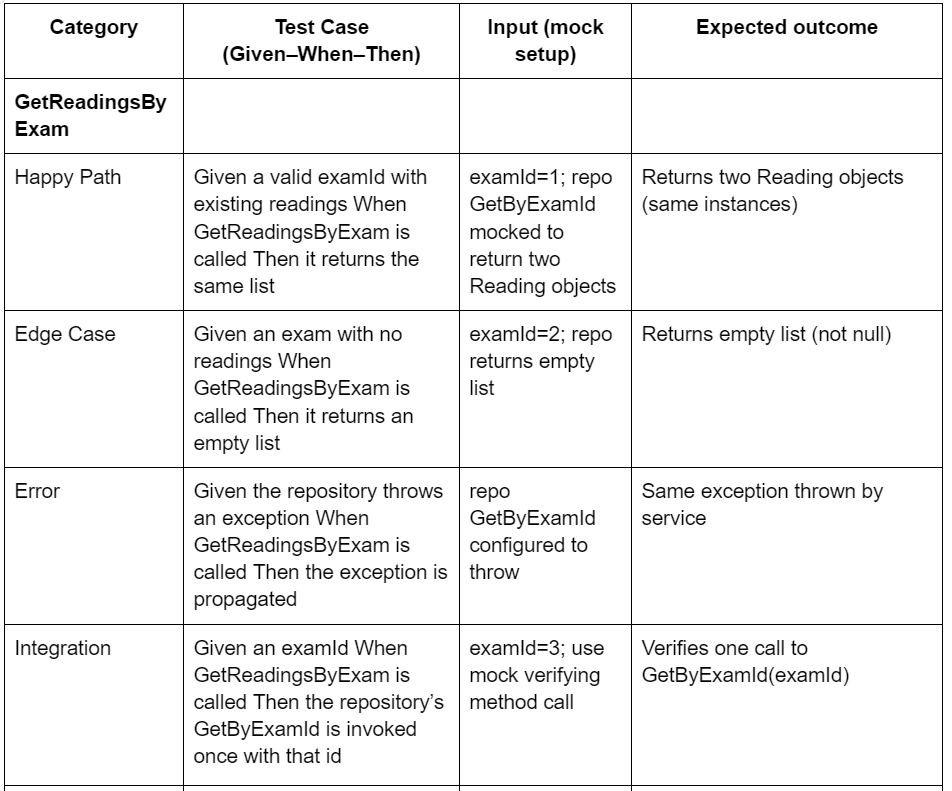 Category
Test Case
(Given–When–Then)
Input (mock
setup)
Expected outcome
GetReadingsBy
Exam
Happy Path
Given a valid examId with
existing readings When
GetReadingsByExam is
called Then it returns the
same list
examId=1; repo
GetByExamId
mocked to
return two
Reading objects
Returns two Reading objects
(same instances)
Edge Case
Given an exam with no
readings When
GetReadingsByExam is
called Then it returns an
empty list
examId=2; repo
returns empty
list
Returns empty list (not null)
Error
Given the repository throws
an exception When
GetReadingsByExam is
called Then the exception is
propagated
repo
GetByExamId
configured to
throw
Same exception thrown by
service
Integration
Given an examId When
GetReadingsByExam is
called Then the repository’s
GetByExamId is invoked
once with that id
examId=3; use
mock verifying
method call
Verifies one call to
GetByExamId(examId)